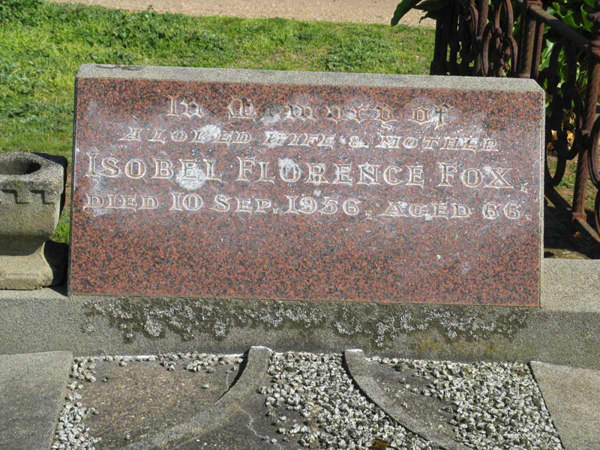 In Memory of
A LOVED WIFE & MOTHER
ISOBEL FLORENCE FOX,
DIED 10 SEP. 1956, AGED 66.